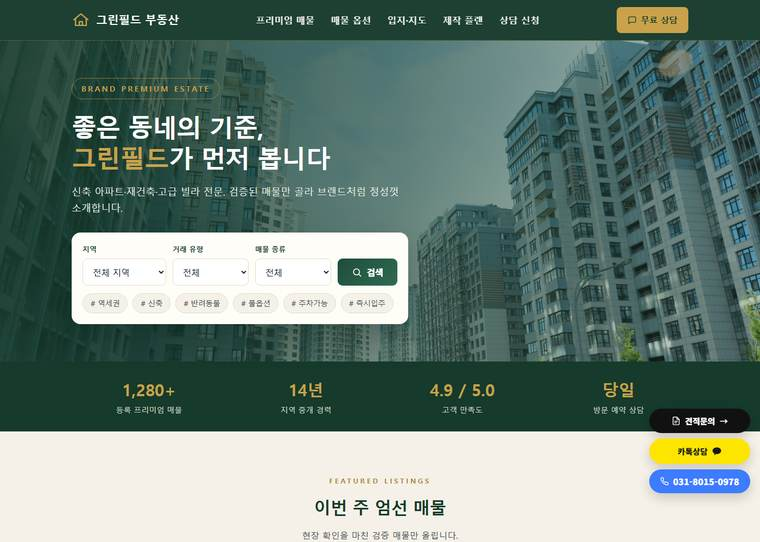 그린필드 부동산
프리미엄 매물 매물 옵션 입지·지도 제작 플랜 상담 신청
무료 상담
BRAND PREMIUM ESTATE
좋은 동네의 기준,
그린필드가 먼저 봅니다
신축 아파트·재건축·고급 빌라 전문. 검증된 매물만 골라 브랜드처럼 정성껏
소개합니다.
지역 거래 유형 매물 종류
전체 지역 전체 전체 검색
# 역세권 # 신축 # 반려동물 # 풀옵션 # 주차가능 # 즉시입주
1,280+ 14년 4.9 / 5.0 당일
등록 프리미엄 매물 지역 중개 경력 고객 만족도 방문 예약 상담
견적문의 →
카톡상담
031-8015-0978
FEATURED LISTINGS
이번 주 엄선 매물
현장 확인을 마친 검증 매물만 올립니다.